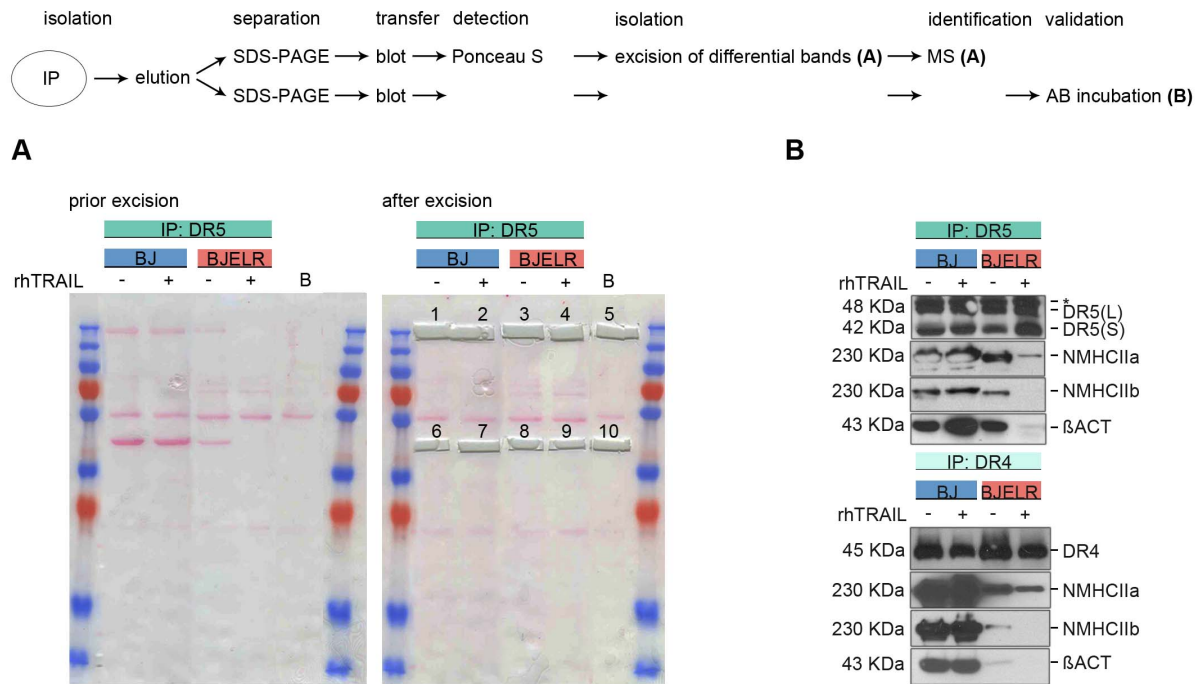 isolation separation transfer detection isolation identification validation
SDS-PAGE blot Ponceau S excision of differential bands (A) MS (A)
IP elution
SDS-PAGE blot AB incubation (B)
A
prior excision after excision
IP: DR5 IP: DR5
BJ BJELR BJ BJELR
rhTRAIL - + - + B - + - + B
1 2 3 4 5
6 7 8 9 10
B
IP: DR5
BJ BJELR
rhTRAIL - + - +
48 KDa *
DR5(L)
42 KDa DR5(S)
230 KDa NMHCIIa
230 KDa NMHCIIb
43 KDa ßACT
IP: DR4
BJ BJELR
rhTRAIL - + - +
45 KDa DR4
230 KDa NMHCIIa
230 KDa NMHCIIb
43 KDa ßACT